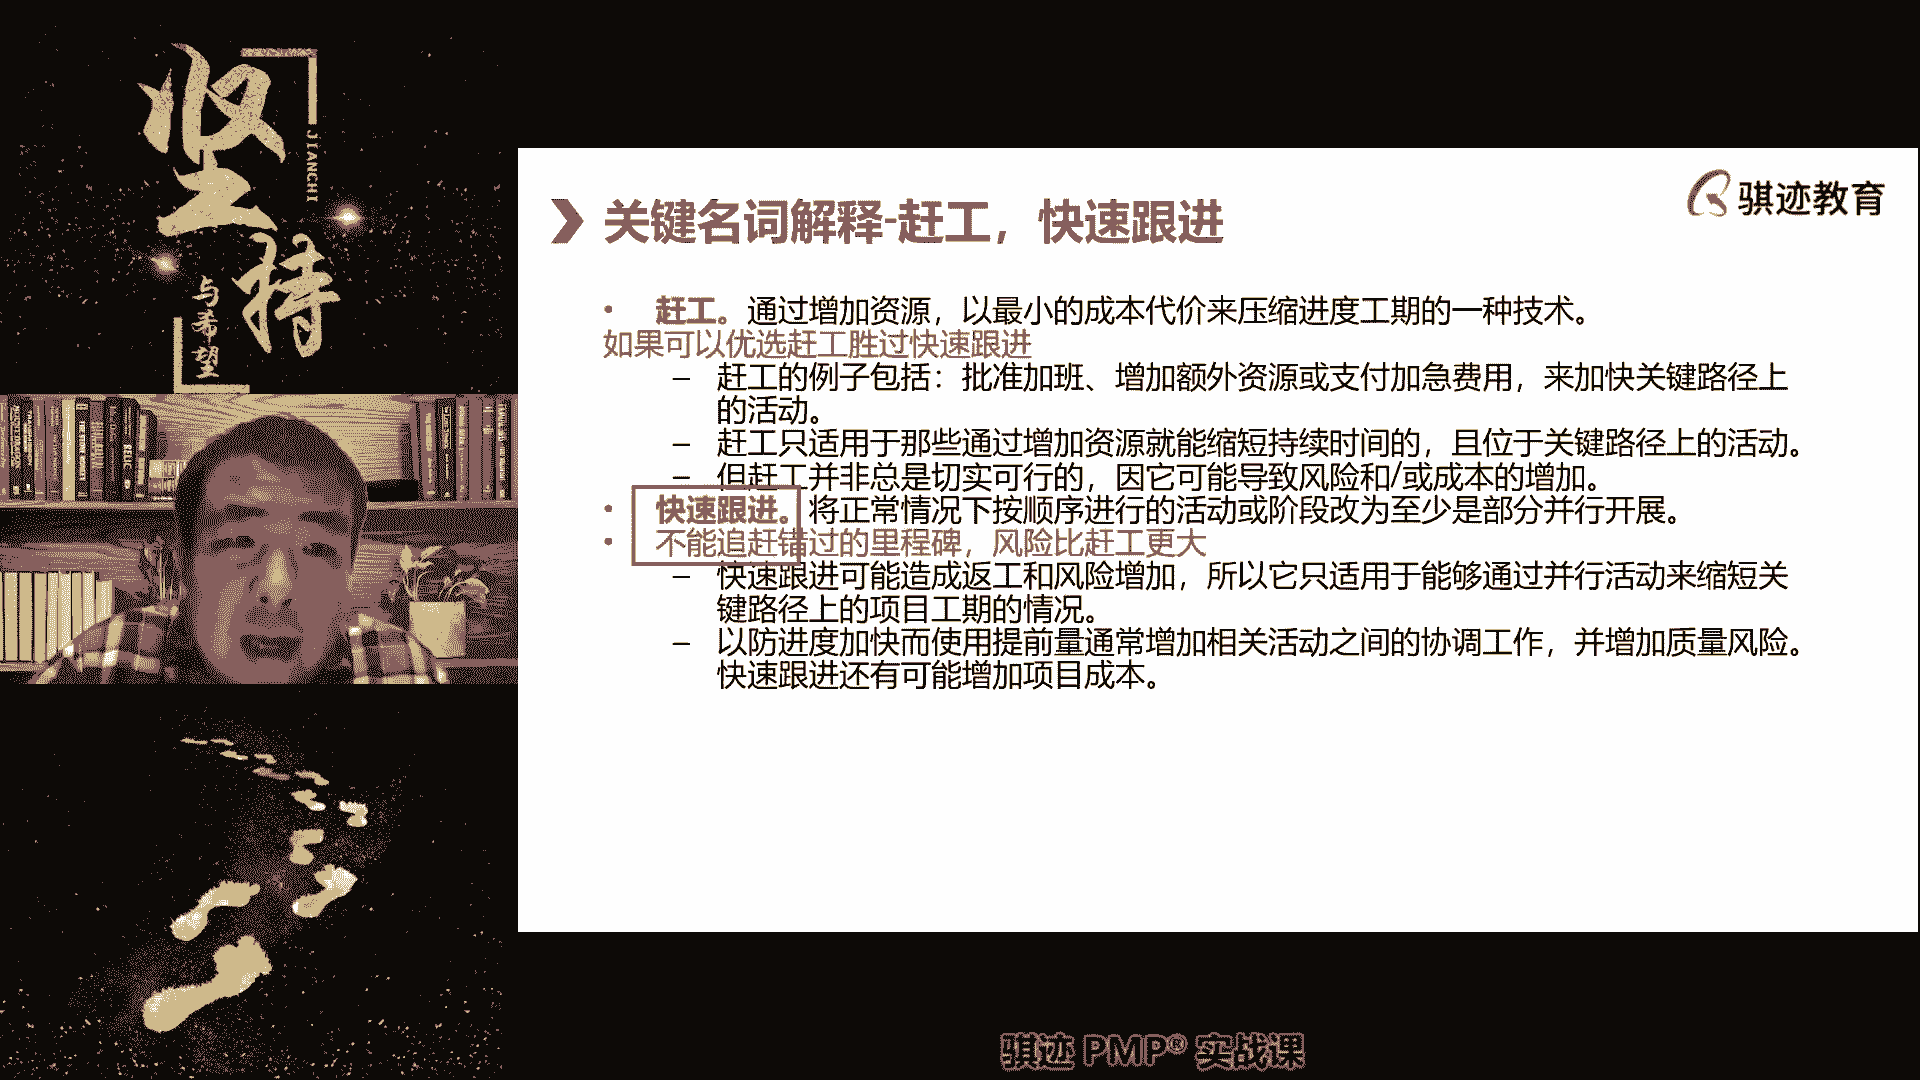 坚持
JIANCHI
与希望
骐迹教育
关键名词解释-赶工，快速跟进
• 赶工。通过增加资源，以最小的成本代价来压缩进度工期的一种技术。
如果可以优选赶工胜过快速跟进
– 赶工的例子包括：批准加班、增加额外资源或支付加急费用，来加快关键路径上
的活动。
– 赶工只适用于那些通过增加资源就能缩短持续时间的，且位于关键路径上的活动。
– 但赶工并非总是切实可行的，因它可能导致风险和/或成本的增加。
• 快速跟进。将正常情况下按顺序进行的活动或阶段改为至少是部分并行开展。
• 不能追赶错过的里程碑，风险比赶工更大
– 快速跟进可能造成返工和风险增加，所以它只适用于能够通过并行活动来缩短关
键路径上的项目工期的情况。
– 以防进度加快而使用提前量通常增加相关活动之间的协调工作，并增加质量风险。
快速跟进还有可能增加项目成本。
骐迹 PMP® 实战课